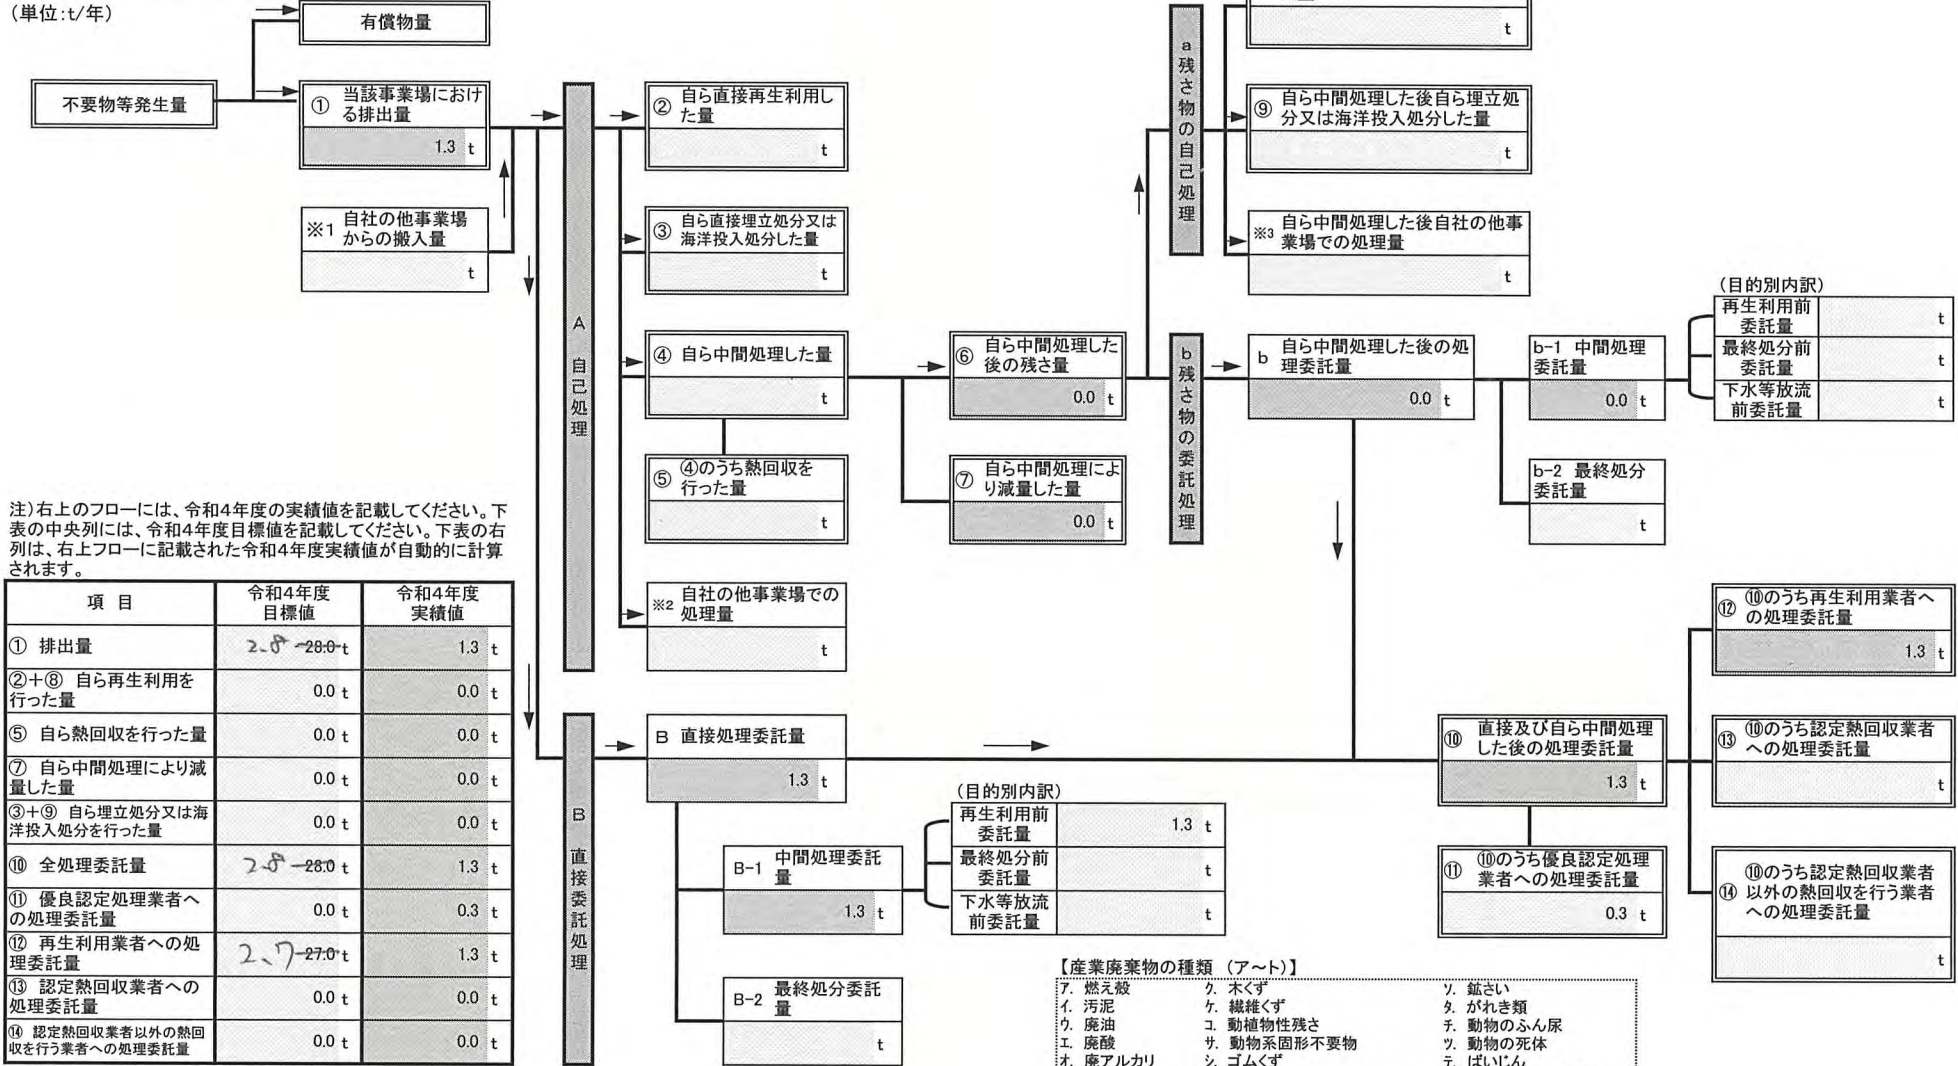 (単位:t/年)
有償物量
不要物等発生量
① 当該事業場におけ
る排出量
1.3 t
※1 自社の他事業場
からの搬入量
t
A 自己処理
② 自ら直接再生利用し
た量
t
③ 自ら直接埋立処分又は
海洋投入処分した量
t
④ 自ら中間処理した量
t
⑤ ④のうち熱回収を
行った量
t
※2 自社の他事業場での
処理量
t
⑥ 自ら中間処理した
後の残さ量
0.0 t
⑦ 自ら中間処理によ
り減量した量
0.0 t
a 残さ物の自己処理
t
⑨ 自ら中間処理した後自ら埋立処
分又は海洋投入処分した量
t
※3 自ら中間処理した後自社の他事
業場での処理量
t
b 残さ物の委託処理
b 自ら中間処理した後の処
理委託量
0.0 t
b-1 中間処理
委託量
0.0 t
(目的別内訳)
再生利用前
委託量
t
最終処分前
委託量
t
下水等放流
前委託量
t
b-2 最終処分
委託量
t
注)右上のフローには、令和4年度の実績値を記載してください。下
表の中央列には、令和4年度目標値を記載してください。下表の右
列は、右上フローに記載された令和4年度実績値が自動的に計算
されます。
項 目 令和4年度 目標値 令和4年度 実績値
① 排出量 2.8 28.0 t 1.3 t
②+⑧ 自ら再生利用を
行った量 0.0 t 0.0 t
⑤ 自ら熱回収を行った量 0.0 t 0.0 t
⑦ 自ら中間処理により減
量した量 0.0 t 0.0 t
③+⑨ 自ら埋立処分又は海
洋投入処分を行った量 0.0 t 0.0 t
⑩ 全処理委託量 2.8 28.0 t 1.3 t
⑪ 優良認定処理業者へ
の処理委託量 0.0 t 0.3 t
⑫ 再生利用業者への処
理委託量 2.7 27.0 t 1.3 t
⑬ 認定熱回収業者への
処理委託量 0.0 t 0.0 t
⑭ 認定熱回収業者以外の熱回
収を行う業者への処理委託量 0.0 t 0.0 t
B 直接委託処理
B 直接処理委託量
1.3 t
B-1 中間処理委託
量
1.3 t
(目的別内訳)
再生利用前
委託量
1.3 t
最終処分前
委託量
t
下水等放流
前委託量
t
B-2 最終処分委託
量
t
⑩ 直接及び自ら中間処理
した後の処理委託量
1.3 t
⑪ ⑩のうち優良認定処理
業者への処理委託量
0.3 t
⑫ ⑩のうち再生利用業者へ
の処理委託量
1.3 t
⑬ ⑩のうち認定熱回収業者
への処理委託量
t
⑭ ⑩のうち認定熱回収業者
以外の熱回収を行う業者
への処理委託量
t
【産業廃棄物の種類 (ア~ト)】
ア. 燃え殻 ク. 木くず ソ. 鉱さい
イ. 汚泥 ケ. 繊維くず タ. がれき類
ウ. 廃油 コ. 動植物性残さ チ. 動物のふん尿
エ. 廃酸 サ. 動物系固形不要物 ツ. 動物の死体
オ. 廃アルカリ シ. ゴムくず テ. ばいじん